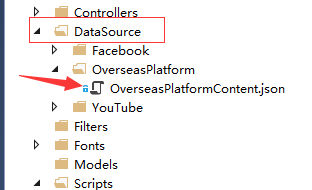 Controllers
DataSource
Facebook
OverseasPlatform
OverseasPlatformContent.json
YouTube
Filters
Fonts
Models
Scripts